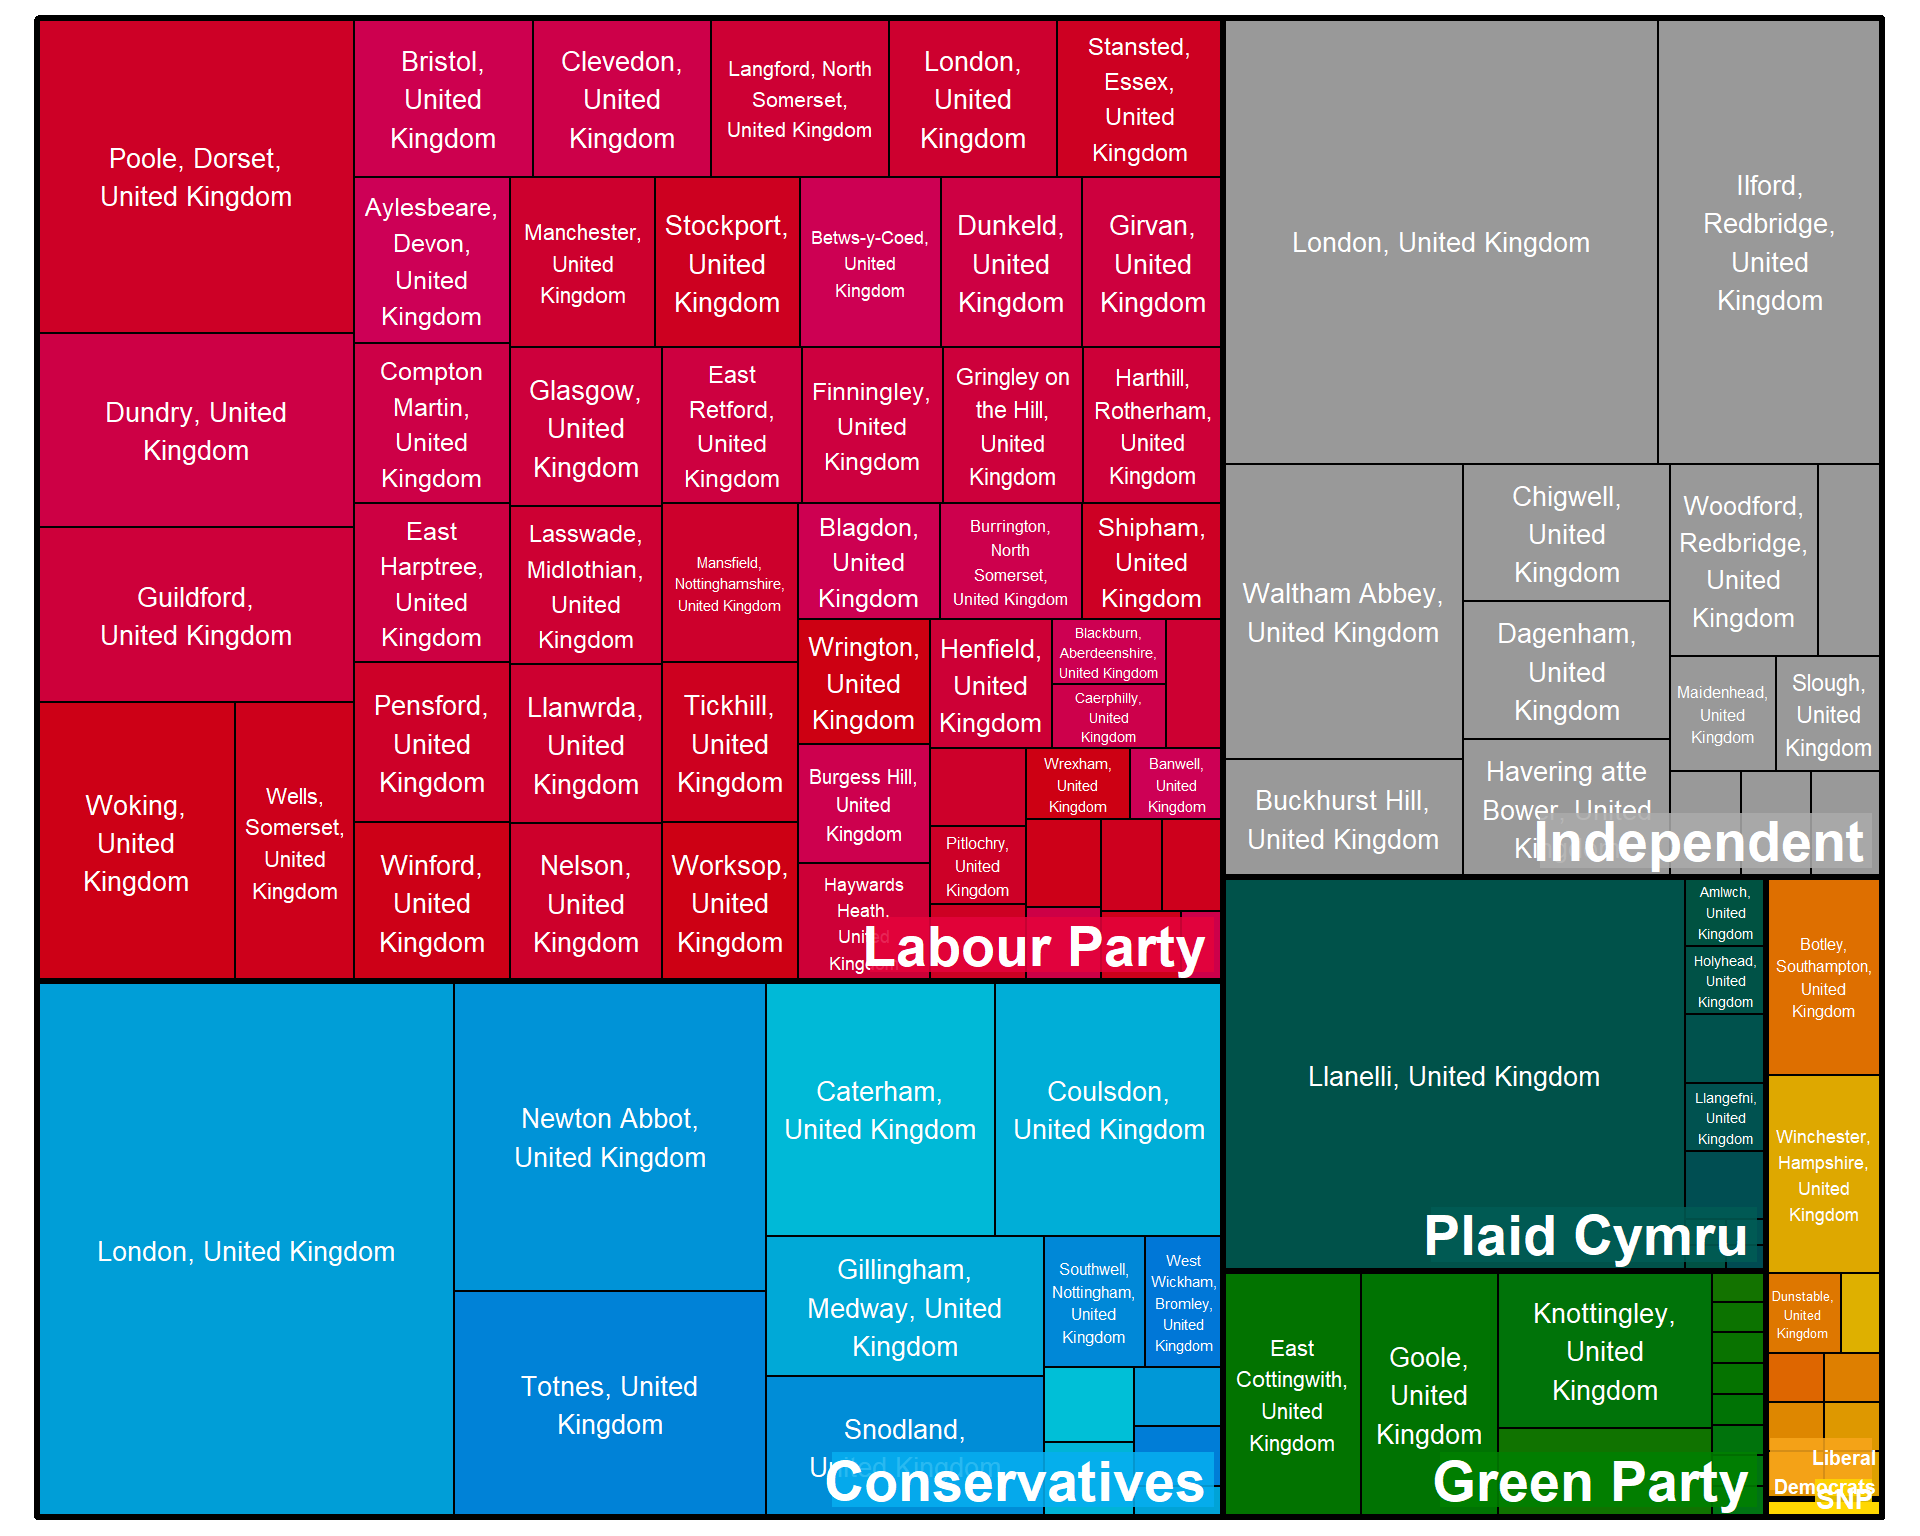 Poole, Dorset,
United Kingdom
Dundry, United
Kingdom
Guildford,
United Kingdom
Woking,
United
Kingdom
Wells,
Somerset,
United
Kingdom
Bristol,
United
Kingdom
Clevedon,
United
Kingdom
Langford, North
Somerset,
United Kingdom
London,
United
Kingdom
Stansted,
Essex,
United
Kingdom
Aylesbeare,
Devon,
United
Kingdom
Manchester,
United
Kingdom
Stockport,
United
Kingdom
Betws-y-Coed,
United
Kingdom
Dunkeld,
United
Kingdom
Girvan,
United
Kingdom
Compton
Martin,
United
Kingdom
Glasgow,
United
Kingdom
East
Retford,
United
Kingdom
Finningley,
United
Kingdom
Gringley on
the Hill,
United
Kingdom
Harthill,
Rotherham,
United
Kingdom
East
Harptree,
United
Kingdom
Lasswade,
Midlothian,
United
Kingdom
Mansfield,
Nottinghamshire,
United Kingdom
Blagdon,
United
Kingdom
Burrington,
North
Somerset,
United Kingdom
Shipham,
United
Kingdom
Pensford,
United
Kingdom
Llanwrda,
United
Kingdom
Tickhill,
United
Kingdom
Wrington,
United
Kingdom
Henfield,
United
Kingdom
Blackburn,
Aberdeenshire,
United Kingdom
Caerphilly,
United
Kingdom
Burgess Hill,
United
Kingdom
Wrexham,
United
Kingdom
Banwell,
United
Kingdom
Pitlochry,
United
Kingdom
Winford,
United
Kingdom
Nelson,
United
Kingdom
Worksop,
United
Kingdom
Haywards
Heath,
United
Kingdom
Labour Party
London, United Kingdom
Ilford,
Redbridge,
United
Kingdom
Waltham Abbey,
United Kingdom
Buckhurst Hill,
United Kingdom
Chigwell,
United
Kingdom
Dagenham,
United
Kingdom
Havering atte
Bower, United
Kingdom
Woodford,
Redbridge,
United
Kingdom
Maidenhead,
United
Kingdom
Slough,
United
Kingdom
Independent
London, United Kingdom
Newton Abbot,
United Kingdom
Totnes, United
Kingdom
Caterham,
United Kingdom
Coulsdon,
United Kingdom
Gillingham,
Medway, United
Kingdom
Southwell,
Nottingham,
United
Kingdom
West
Wickham,
Bromley,
United
Kingdom
Snodland,
United Kingdom
Conservatives
Llanelli, United Kingdom
Amlwch,
United
Kingdom
Holyhead,
United
Kingdom
Llangefni,
United
Kingdom
Plaid Cymru
East
Cottingwith,
United
Kingdom
Goole,
United
Kingdom
Knottingley,
United
Kingdom
Green Party
Botley,
Southampton,
United
Kingdom
Winchester,
Hampshire,
United
Kingdom
Dunstable,
United
Kingdom
Liberal
Democrats
SNP